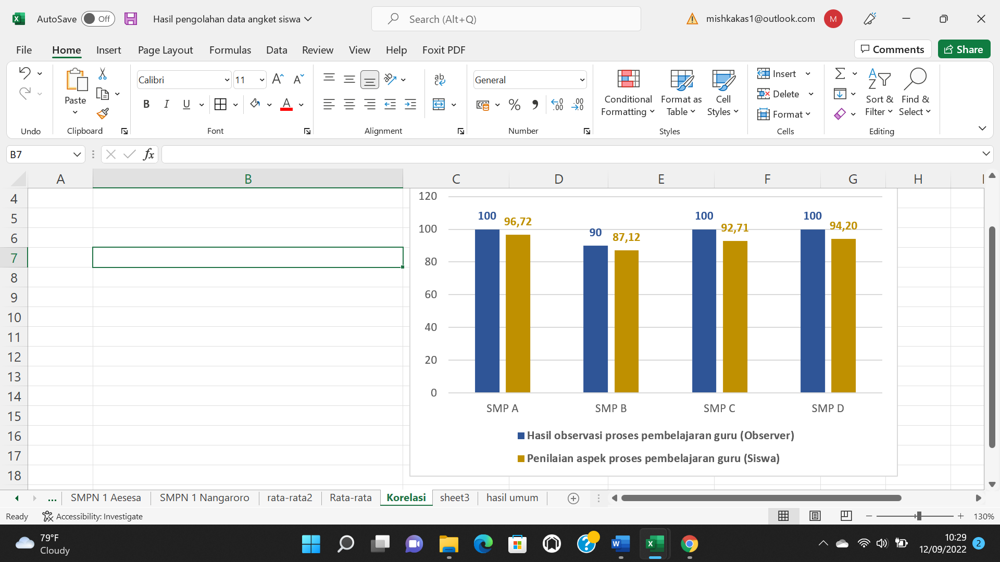 AutoSave Off Hasil pengolahan data angket siswa Search (Alt+Q) mishkakas1@outlook.com M
File Home Insert Page Layout Formulas Data Review View Help Foxit PDF Comments Share
Calibri 11 General
Paste
B I U
Conditional Formatting
Format as Table
Cell Styles
Insert
Delete
Format
Sort & Filter
Find & Select
Undo Clipboard Font Alignment Number Styles Cells Editing
B7 fx
A B C D E F G H I
4
5
6
7
8
9
10
11
12
13
14
15
16
17
18
120
100
80
60
40
20
0
100 96,72 90 87,12 100 92,71 100 94,20
SMP A SMP B SMP C SMP D
Hasil observasi proses pembelajaran guru (Observer)
Penilaian aspek proses pembelajaran guru (Siswa)
... SMPN 1 Aesesa SMPN 1 Nangaroro rata-rata2 Rata-rata Korelasi sheet3 hasil umum
Ready Accessibility: Investigate 130%
79°F
Cloudy
10:29
12/09/2022
2